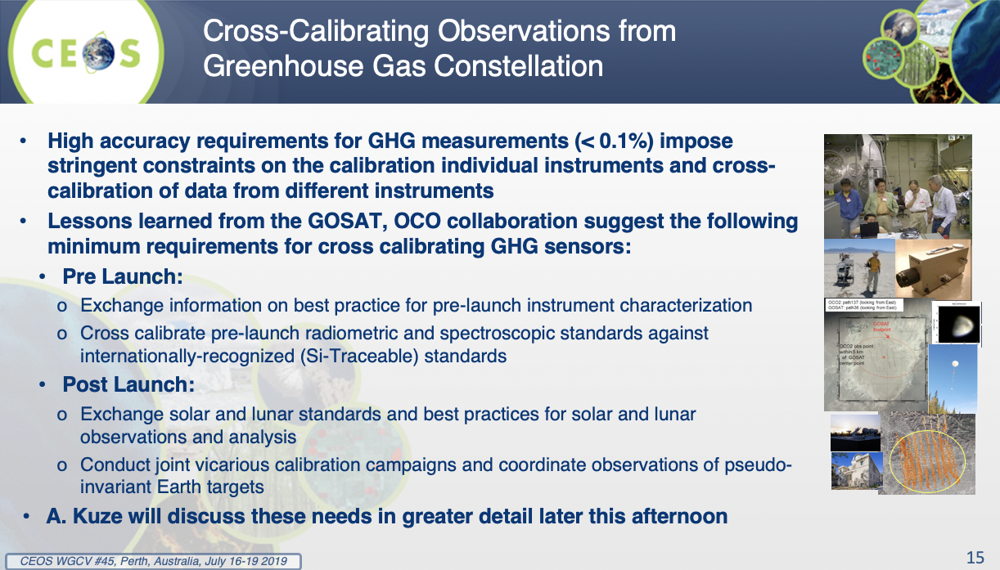 CEOS
Cross-Calibrating Observations from
Greenhouse Gas Constellation
• High accuracy requirements for GHG measurements (< 0.1%) impose
stringent constraints on the calibration individual instruments and cross-
calibration of data from different instruments
• Lessons learned from the GOSAT, OCO collaboration suggest the following
minimum requirements for cross calibrating GHG sensors:
• Pre Launch:
o Exchange information on best practice for pre-launch instrument characterization
o Cross calibrate pre-launch radiometric and spectroscopic standards against
internationally-recognized (Si-Traceable) standards
• Post Launch:
o Exchange solar and lunar standards and best practices for solar and lunar
observations and analysis
o Conduct joint vicarious calibration campaigns and coordinate observations of pseudo-
invariant Earth targets
• A. Kuze will discuss these needs in greater detail later this afternoon
OCO2: path137 (looking from East)
GOSAT: path36 (looking from East)
GOSAT
footprint
OCO2 obs point
within 5 km
of GOSAT
center point
CEOS WGCV #45, Perth, Australia, July 16-19 2019
15